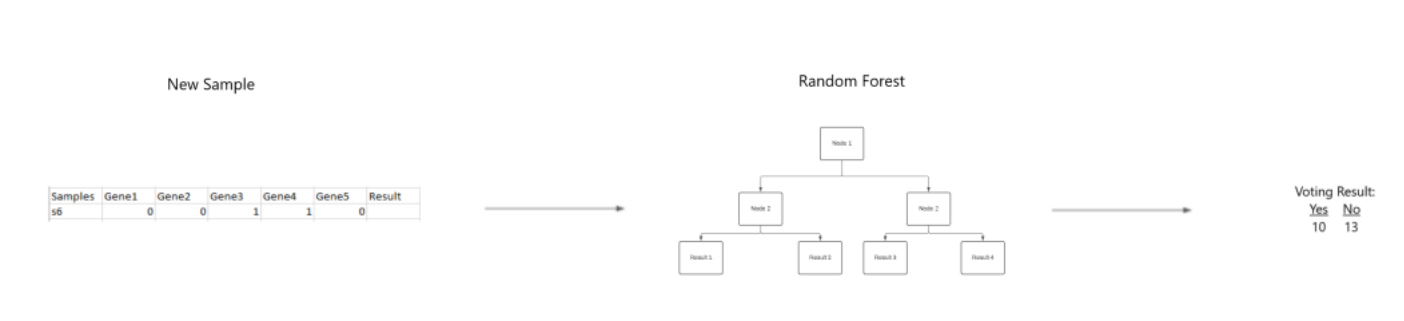 New Sample
Random Forest
Node 1
Samples Gene1 Gene2 Gene3 Gene4 Gene5 Result
s6 0 0 1 1 0
Node 2 Node 2
Voting Result:
Yes No
10 13
Result 1 Result 2 Result 3 Result 4